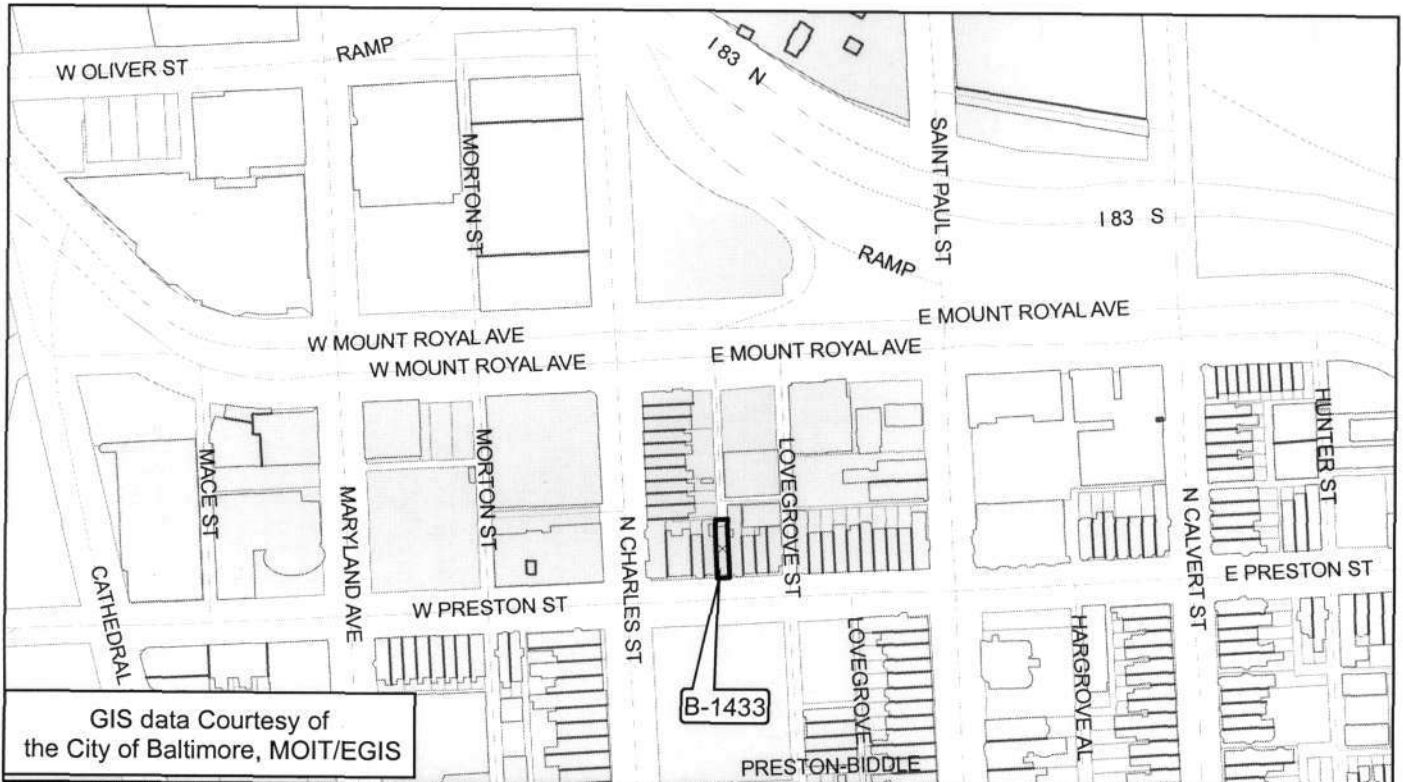 W OLIVER ST
RAMP
I 83 N
MORTON ST
SAINT PAUL ST
I 83 S
RAMP
W MOUNT ROYAL AVE
E MOUNT ROYAL AVE
W MOUNT ROYAL AVE
E MOUNT ROYAL AVE
MACE ST
MARYLAND AVE
MORTON ST
N CHARLES ST
LOVEGROVE ST
N CALVERT ST
HUNTER ST
CATHEDRAL
W PRESTON ST
E PRESTON ST
LOVEGROVE
HARGROVE AL
B-1433
PRESTON-BIDDLE
GIS data Courtesy of
the City of Baltimore, MOIT/EGIS